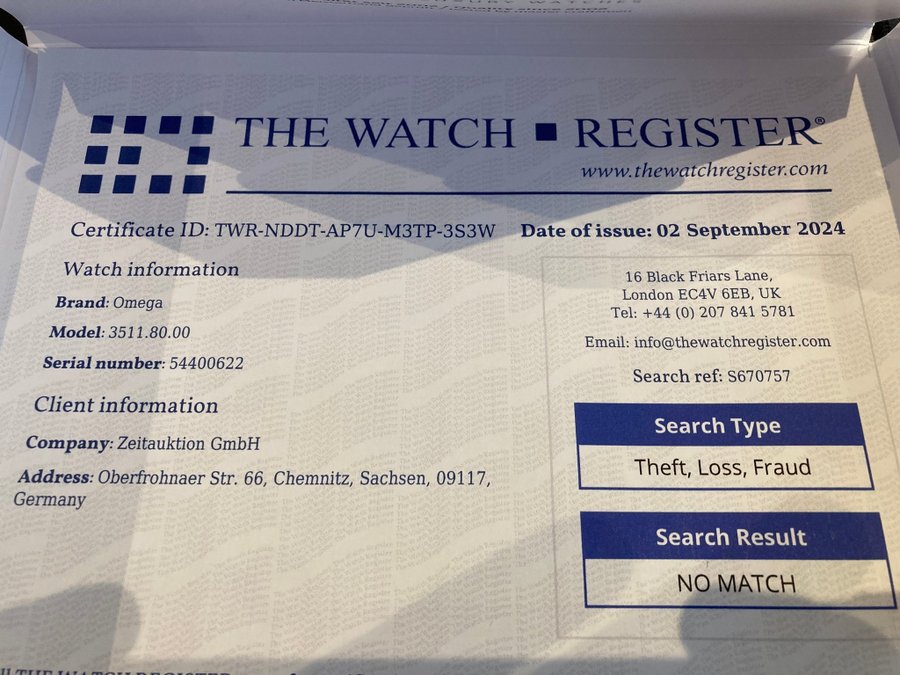 THE WATCH REGISTER®
www.thewatchregister.com
Certificate ID: TWR-NDDT-AP7U-M3TP-3S3W
Date of issue: 02 September 2024
Watch information
Brand: Omega
Model: 3511.80.00
Serial number: 54400622
Client information
Company: Zeitauktion GmbH
Address: Oberfrohnaer Str. 66, Chemnitz, Sachsen, 09117,
Germany
16 Black Friars Lane,
London EC4V 6EB, UK
Tel: +44 (0) 207 841 5781
Email: info@thewatchregister.com
Search ref: S670757
Search Type
Theft, Loss, Fraud
Search Result
NO MATCH
THE WATCH REGISTER